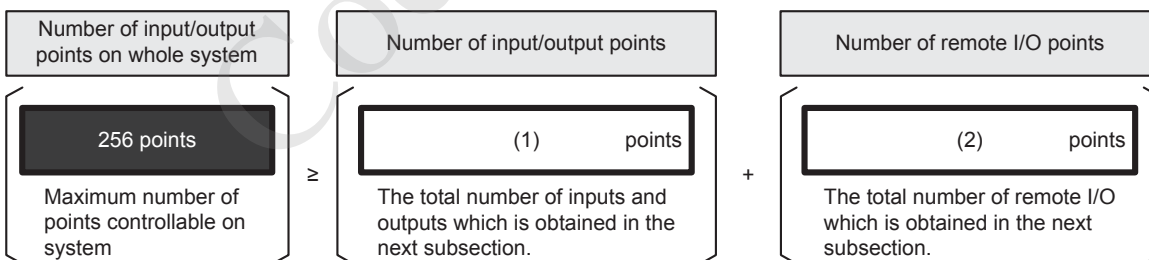 Number of input/output
points on whole system
Number of input/output points
Number of remote I/O points
256 points
≥
(1) points
+
(2) points
Maximum number of
points controllable on
system
The total number of inputs and
outputs which is obtained in the
next subsection.
The total number of remote I/O
which is obtained in the next
subsection.